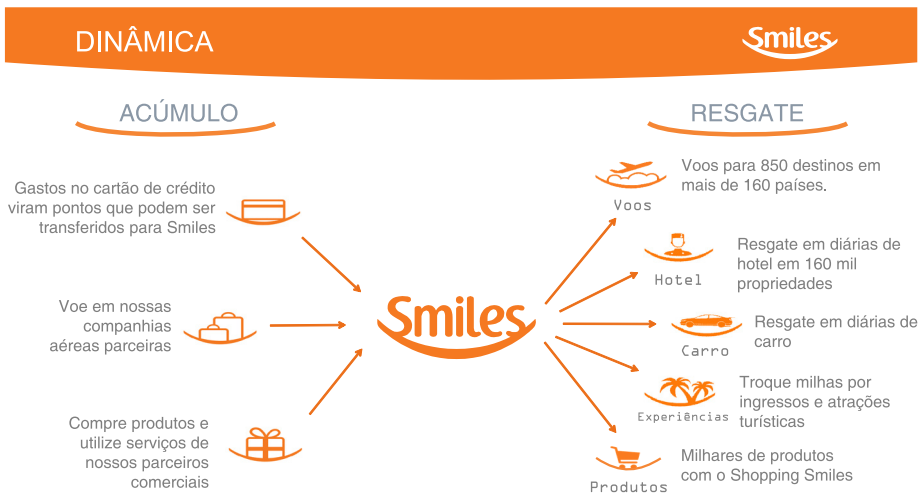 DINÂMICA
Smiles
ACÚMULO
Gastos no cartão de crédito
viram pontos que podem ser
transferidos para Smiles
Voe em nossas
companhias
aéreas parceiras
Compre produtos e
utilize serviços de
nossos parceiros
comerciais
Smiles
RESGATE
Voos
Voos para 850 destinos em
mais de 160 países.
Hotel
Resgate em diárias de
hotel em 160 mil
propriedades
Carro
Resgate em diárias de
carro
Experiências
Troque milhas por
ingressos e atrações
turísticas
Produtos
Milhares de produtos
com o Shopping Smiles